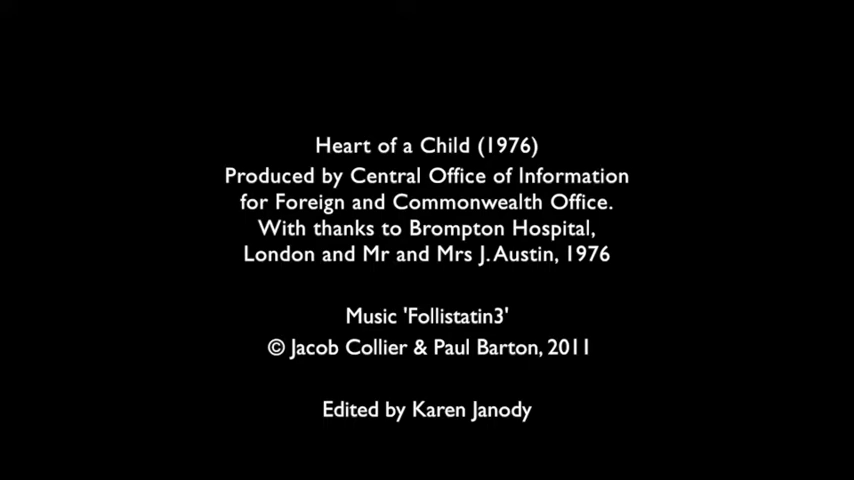 Heart of a Child (1976)
Produced by Central Office of Information
for Foreign and Commonwealth Office.
With thanks to Brompton Hospital,
London and Mr and Mrs J. Austin, 1976
Music 'Follistatin3'
© Jacob Collier & Paul Barton, 2011
Edited by Karen Janody